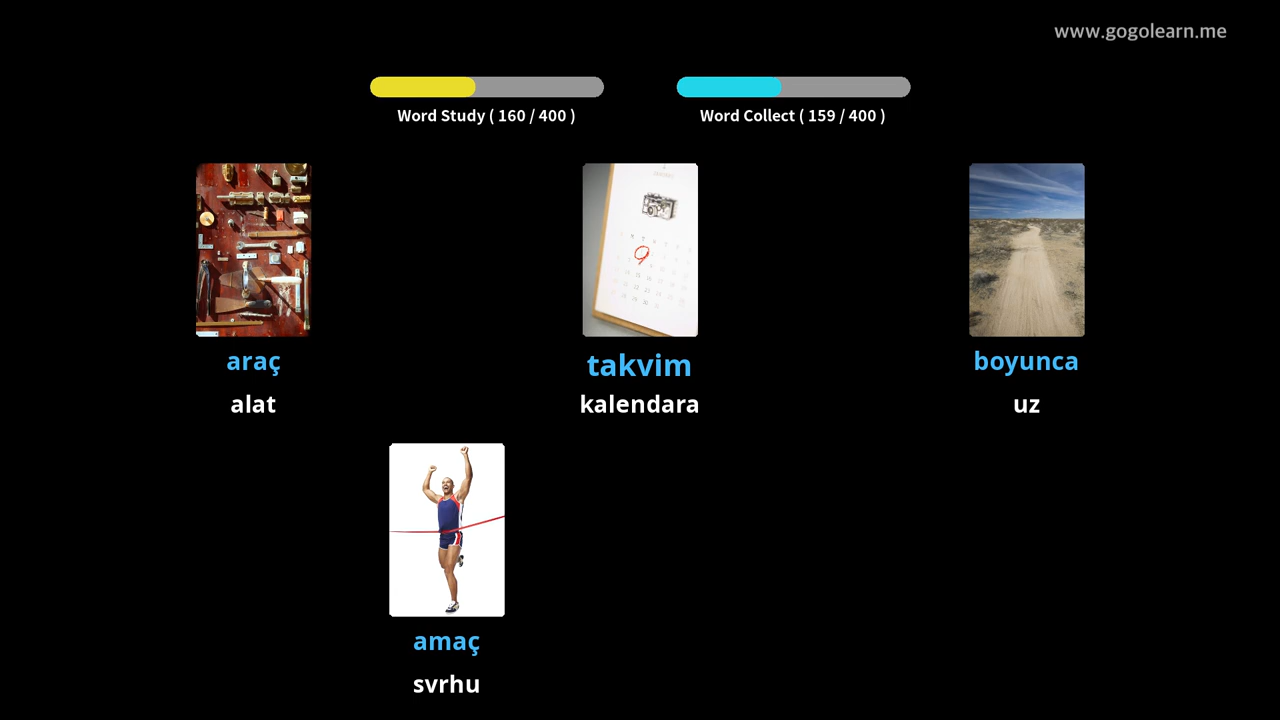 www.gogolearn.me
Word Study ( 160 / 400 )
Word Collect ( 159 / 400 )
araç
takvim
boyunca
alat
kalendara
uz
amaç
svrhu